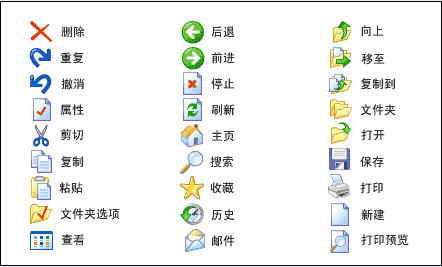 删除 后退 向上
重复 前进 移至
撤消 停止 复制到
属性 刷新 文件夹
剪切 主页 打开
复制 搜索 保存
粘贴 收藏 打印
文件夹选项 历史 新建
查看 邮件 打印预览